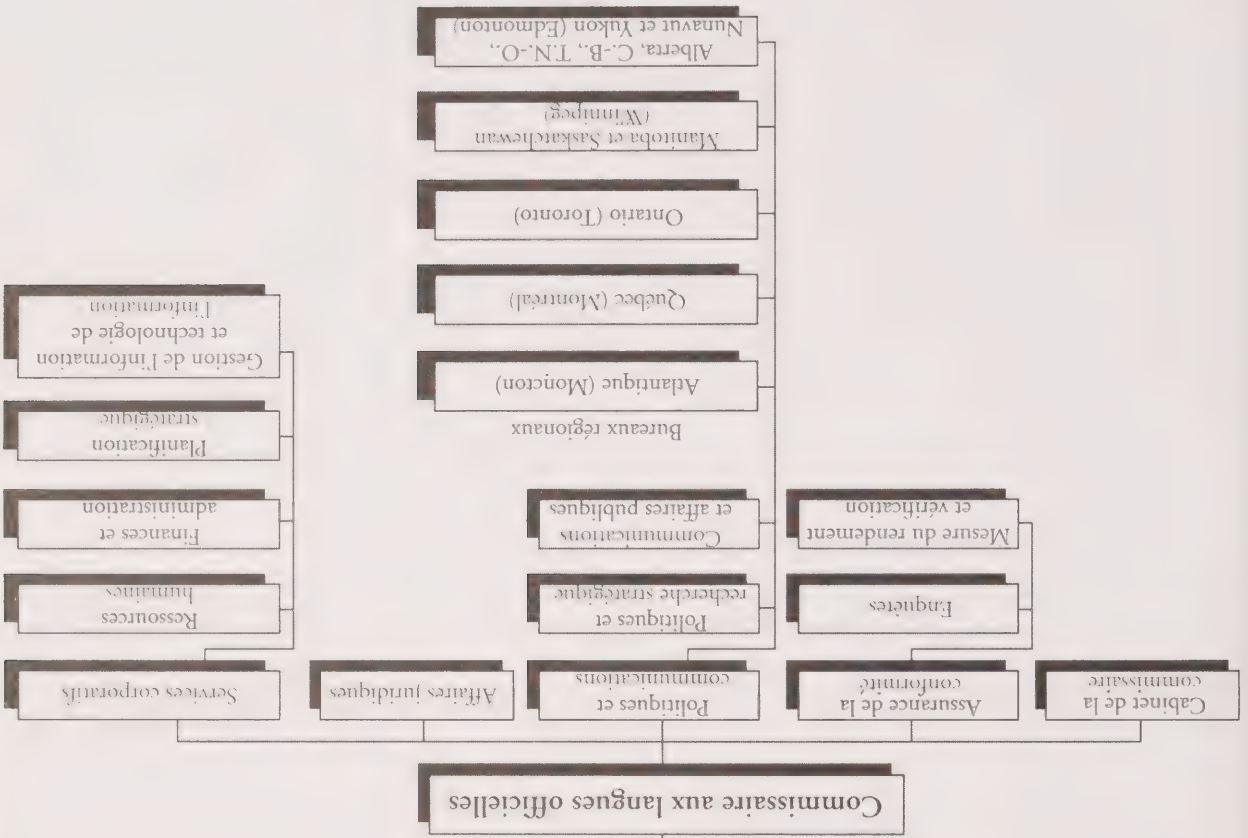 Commissaire aux langues officielles
Cabinet de la
commissaire
Assurance de la
conformité
Politiques et
communications
Affaires juridiques
Services corporatifs
Enquêtes
Mesure du rendement
et vérification
Politiques et
recherche stratégique
Communications
et affaires publiques
Bureaux régionaux
Atlantique (Moncton)
Québec (Montréal)
Ontario (Toronto)
Manitoba et Saskatchewan
(Winnipeg)
Alberta, C.-B., T.N.-O.,
Nunavut et Yukon (Edmonton)
Ressources
humaines
Finances et
administration
Planification
stratégique
Gestion de l'information
et technologie de
l'information